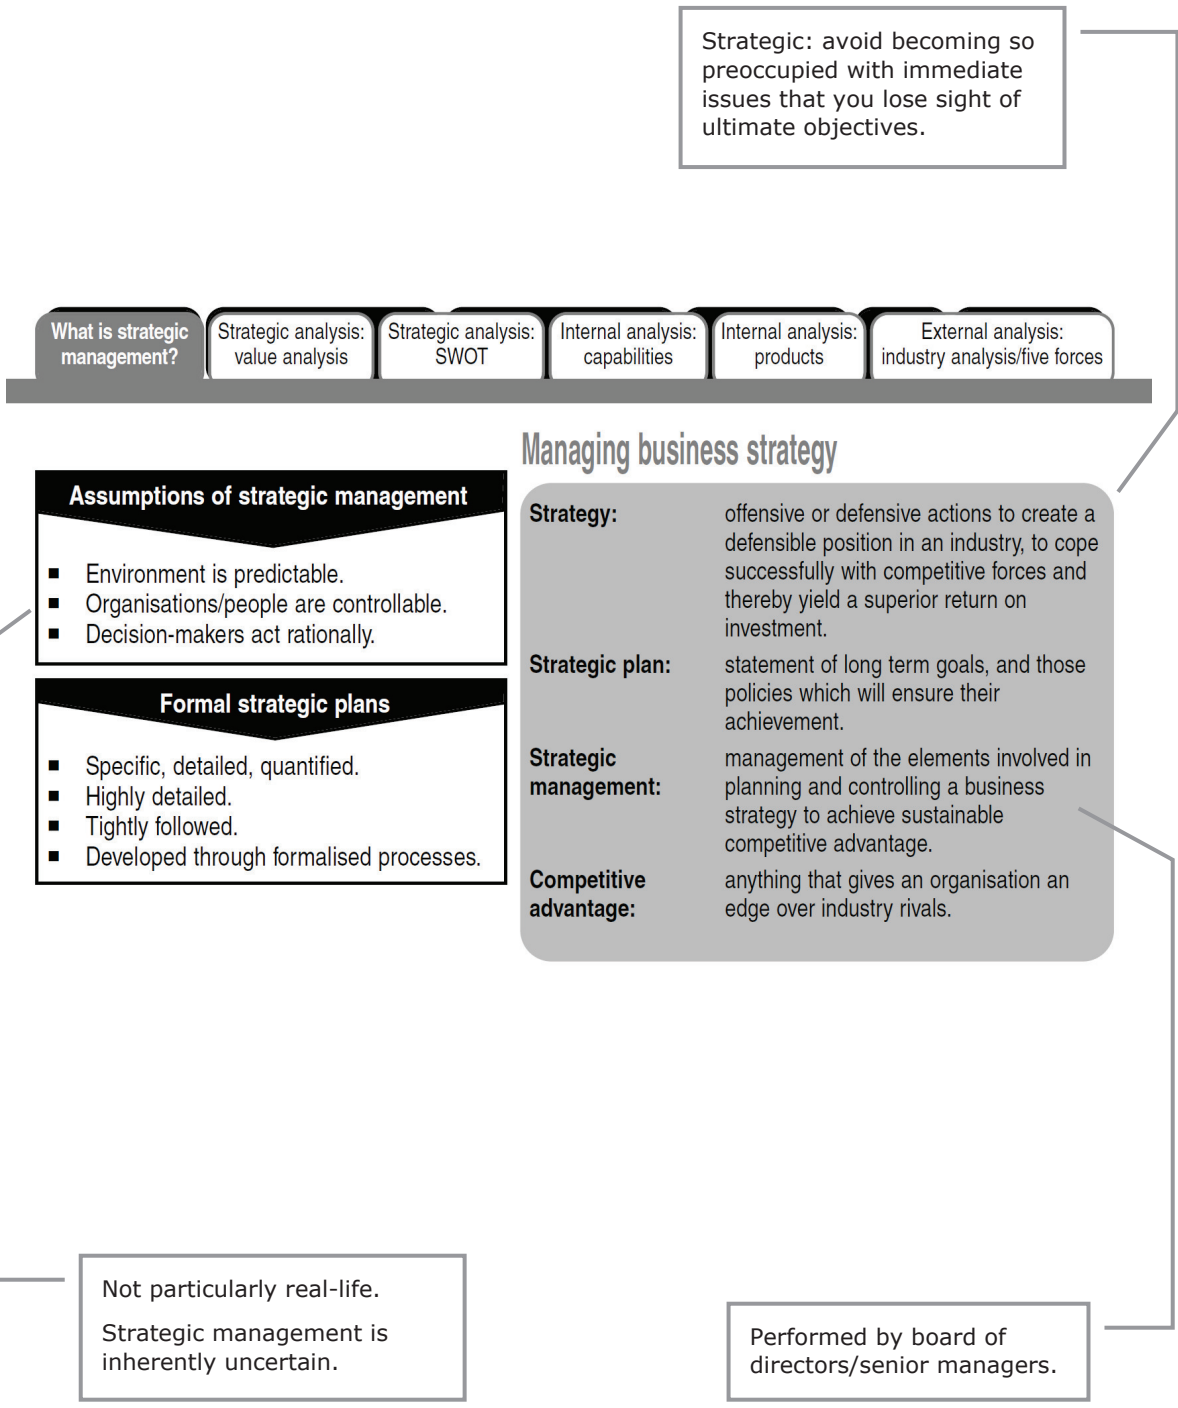 Strategic: avoid becoming so
preoccupied with immediate
issues that you lose sight of
ultimate objectives.
What is strategic
management?
Strategic analysis:
value analysis
Strategic analysis:
SWOT
Internal analysis:
capabilities
Internal analysis:
products
External analysis:
industry analysis/five forces
Managing business strategy
Assumptions of strategic management
■ Environment is predictable.
■ Organisations/people are controllable.
■ Decision-makers act rationally.
Formal strategic plans
■ Specific, detailed, quantified.
■ Highly detailed.
■ Tightly followed.
■ Developed through formalised processes.
Strategy: offensive or defensive actions to create a
defensible position in an industry, to cope
successfully with competitive forces and
thereby yield a superior return on
investment.
Strategic plan: statement of long term goals, and those
policies which will ensure their
achievement.
Strategic management of the elements involved in
management: planning and controlling a business
strategy to achieve sustainable
competitive advantage.
Competitive anything that gives an organisation an
advantage: edge over industry rivals.
Not particularly real-life.
Strategic management is
inherently uncertain.
Performed by board of
directors/senior managers.